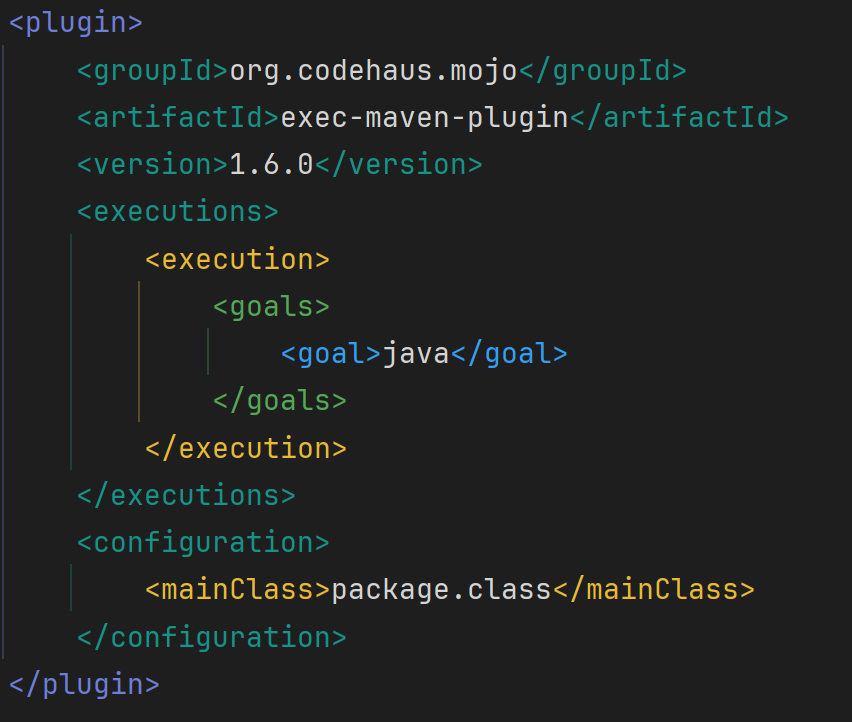 <plugin>
    <groupId>org.codehaus.mojo</groupId>
    <artifactId>exec-maven-plugin</artifactId>
    <version>1.6.0</version>
    <executions>
        <execution>
            <goals>
                <goal>java</goal>
            </goals>
        </execution>
    </executions>
    <configuration>
        <mainClass>package.class</mainClass>
    </configuration>
</plugin>